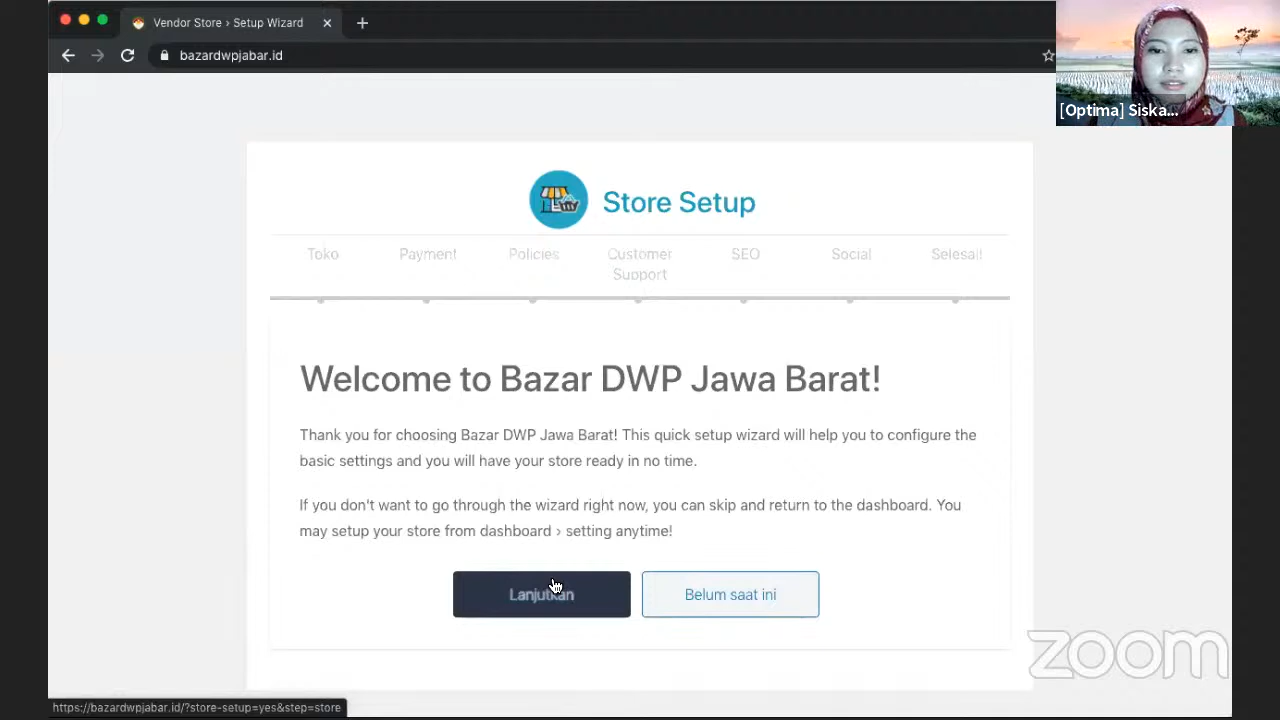 Vendor Store › Setup Wizard
bazardwpjabar.id
[Optima] Siska...
Store Setup
Toko
Payment
Policies
Customer
Support
SEO
Social
Selesai!
Welcome to Bazar DWP Jawa Barat!
Thank you for choosing Bazar DWP Jawa Barat! This quick setup wizard will help you to configure the
basic settings and you will have your store ready in no time.
If you don't want to go through the wizard right now, you can skip and return to the dashboard. You
may setup your store from dashboard › setting anytime!
Lanjutkan
Belum saat ini
zoom
https://bazardwpjabar.id/?store-setup=yes&step=store